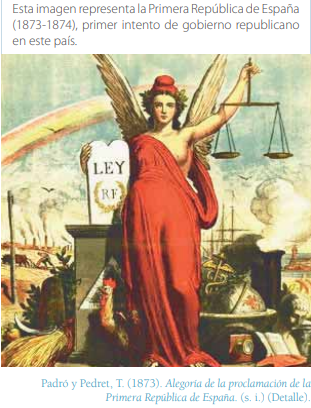 Esta imagen representa la Primera República de España
(1873-1874), primer intento de gobierno republicano
en este país.
LEY
RF
Padró y Pedret, T. (1873). Alegoría de la proclamación de la
Primera República de España. (s. i.) (Detalle).